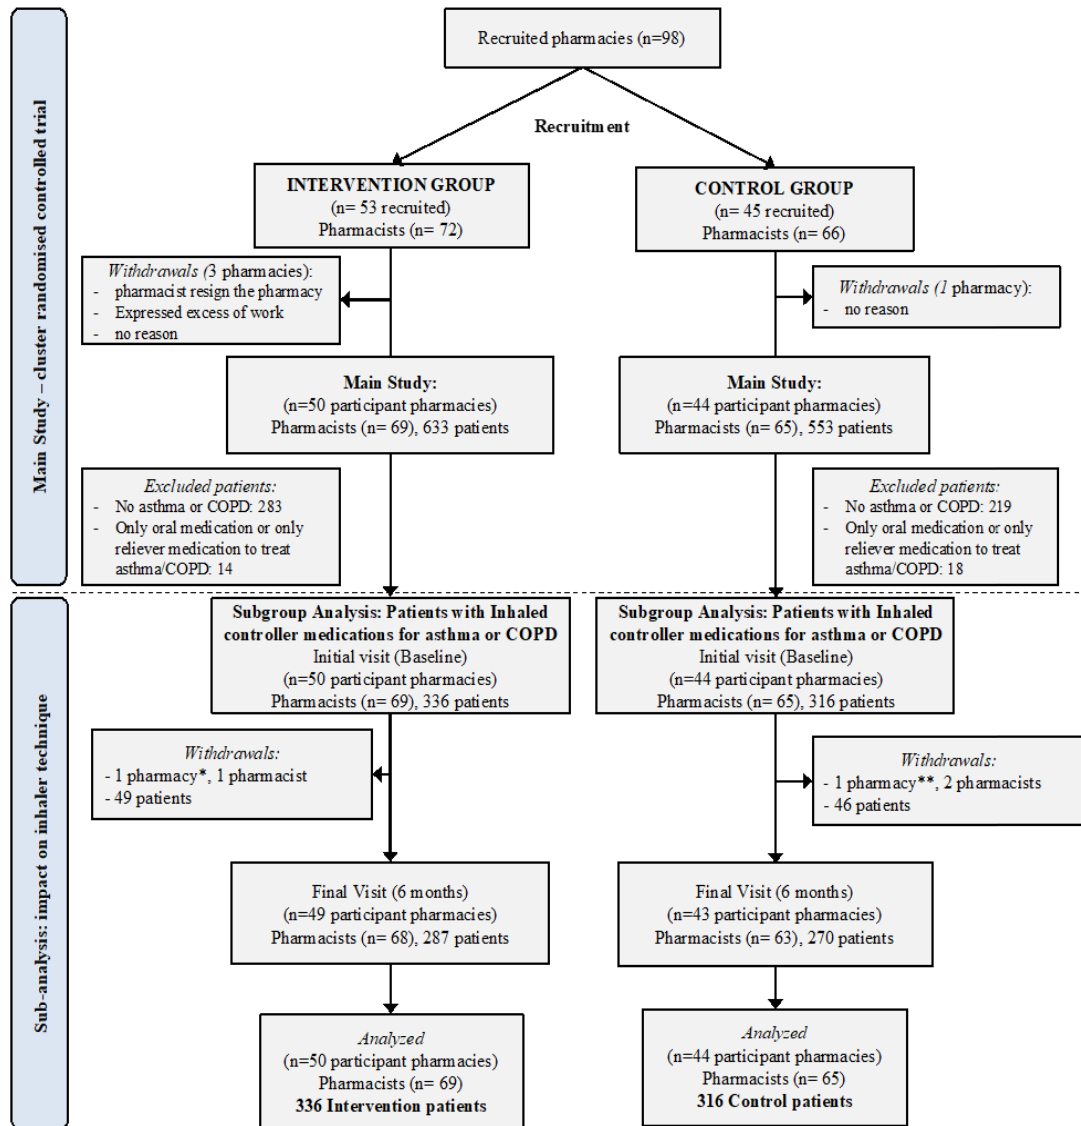 Main Study – cluster randomised controlled trial
Recruited pharmacies (n=98)
Recruitment
INTERVENTION GROUP
(n= 53 recruited)
Pharmacists (n= 72)
CONTROL GROUP
(n= 45 recruited)
Pharmacists (n= 66)
Withdrawals (3 pharmacies):
- pharmacist resign the pharmacy
- Expressed excess of work
- no reason
Withdrawals (1 pharmacy):
- no reason
Main Study:
(n=50 participant pharmacies)
Pharmacists (n= 69), 633 patients
Main Study:
(n=44 participant pharmacies)
Pharmacists (n= 65), 553 patients
Excluded patients:
- No asthma or COPD: 283
- Only oral medication or only
reliever medication to treat
asthma/COPD: 14
Excluded patients:
- No asthma or COPD: 219
- Only oral medication or only
reliever medication to treat
asthma/COPD: 18
Sub-analysis: impact on inhaler technique
Subgroup Analysis: Patients with Inhaled
controller medications for asthma or COPD
Initial visit (Baseline)
(n=50 participant pharmacies)
Pharmacists (n= 69), 336 patients
Subgroup Analysis: Patients with Inhaled
controller medications for asthma or COPD
Initial visit (Baseline)
(n=44 participant pharmacies)
Pharmacists (n= 65), 316 patients
Withdrawals:
- 1 pharmacy*, 1 pharmacist
- 49 patients
Withdrawals:
- 1 pharmacy**, 2 pharmacists
- 46 patients
Final Visit (6 months)
(n=49 participant pharmacies)
Pharmacists (n= 68), 287 patients
Final Visit (6 months)
(n=43 participant pharmacies)
Pharmacists (n= 63), 270 patients
Analyzed
(n=50 participant pharmacies)
Pharmacists (n= 69)
336 Intervention patients
Analyzed
(n=44 participant pharmacies)
Pharmacists (n= 65)
316 Control patients